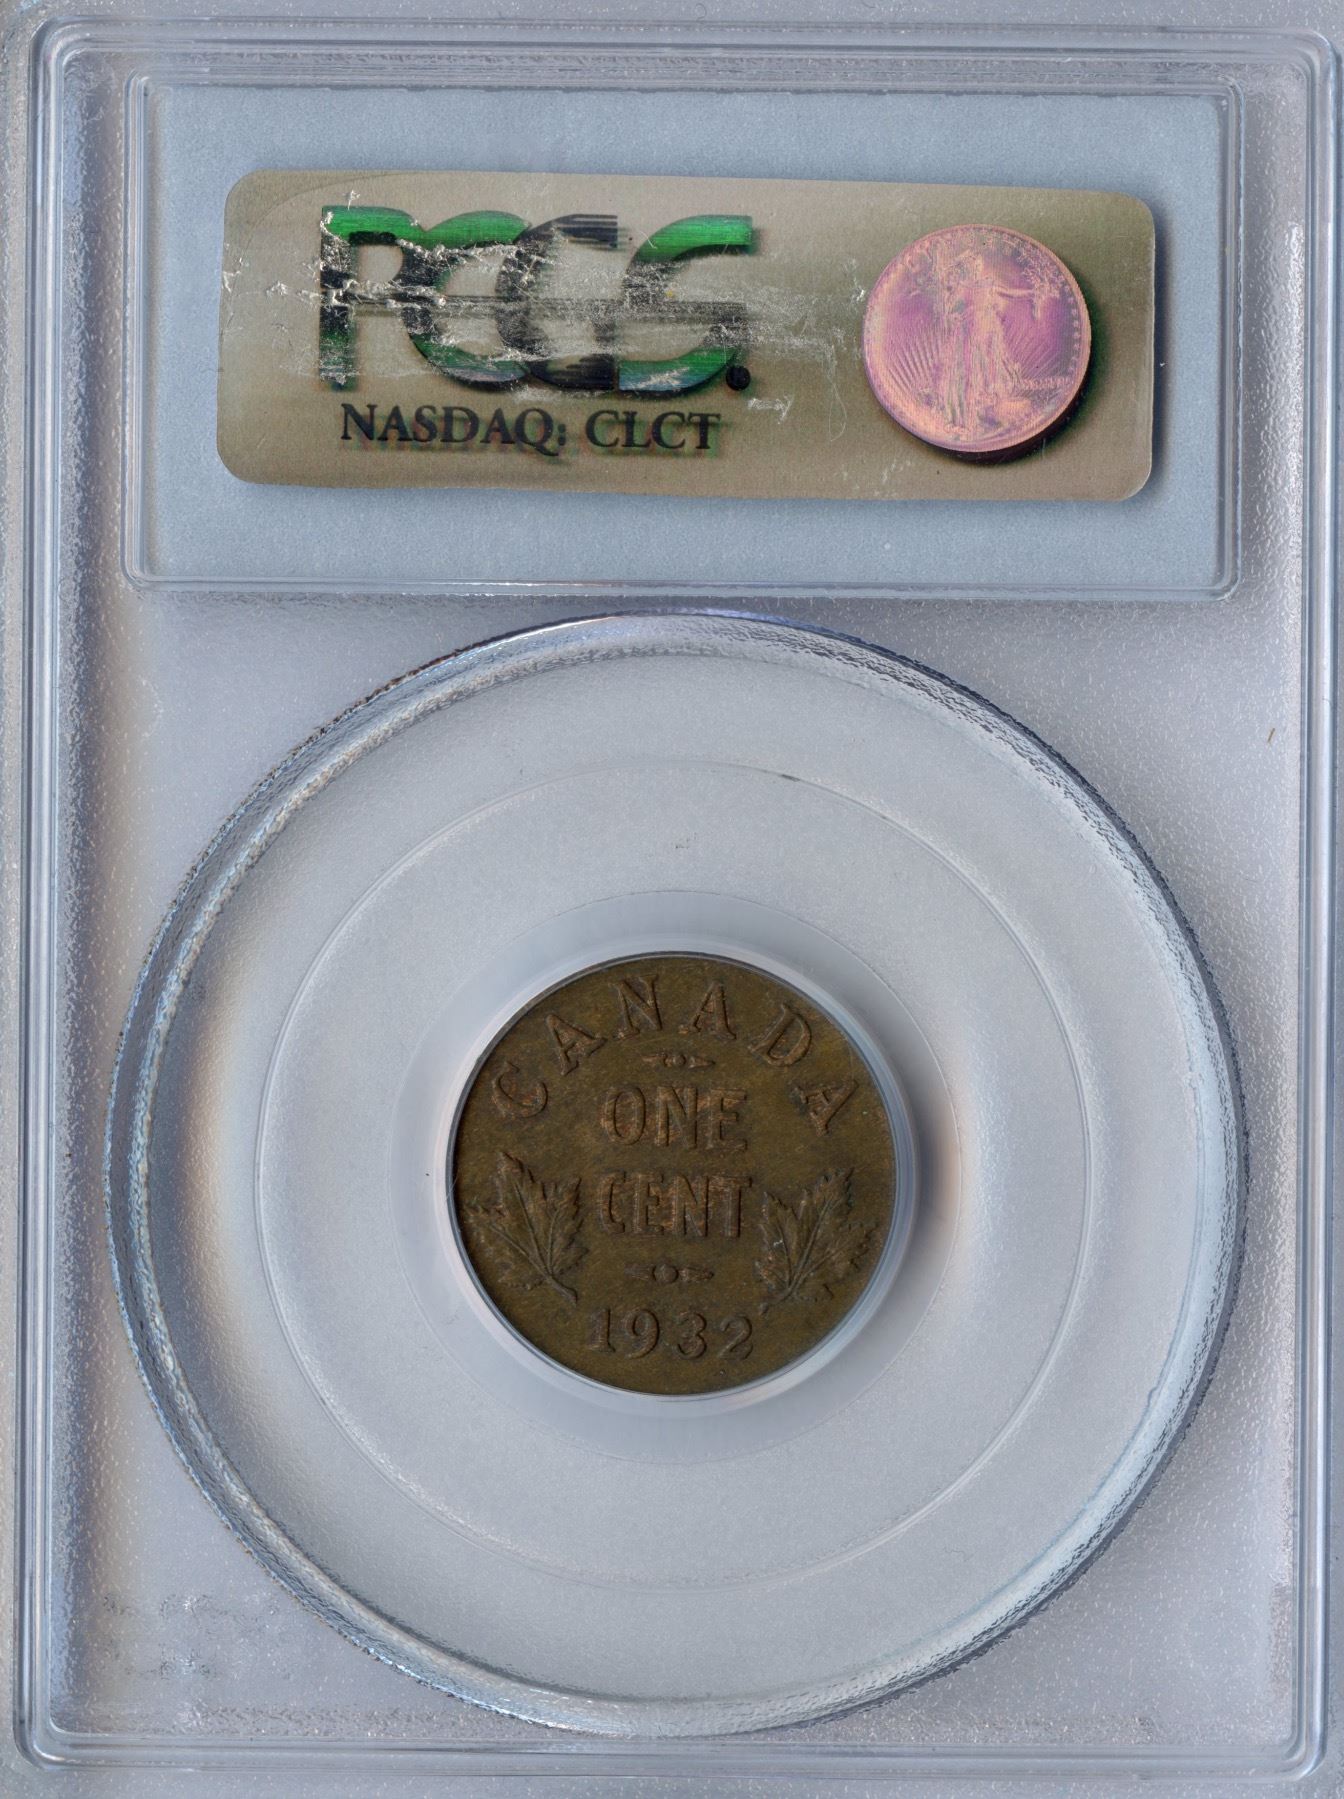 PCGS.
NASDAQ: CLCT
CANADA
ONE
CENT
1932